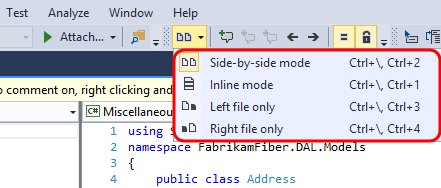 Test Analyze Window Help
Attach...
Side-by-side mode Ctrl+\, Ctrl+2
Inline mode Ctrl+\, Ctrl+1
Left file only Ctrl+\, Ctrl+3
Right file only Ctrl+\, Ctrl+4
o comment on, right clicking and
C# Miscellaneou
1 using S
2 namespace FabrikamFiber.DAL.Models
3 {
4 public class Address